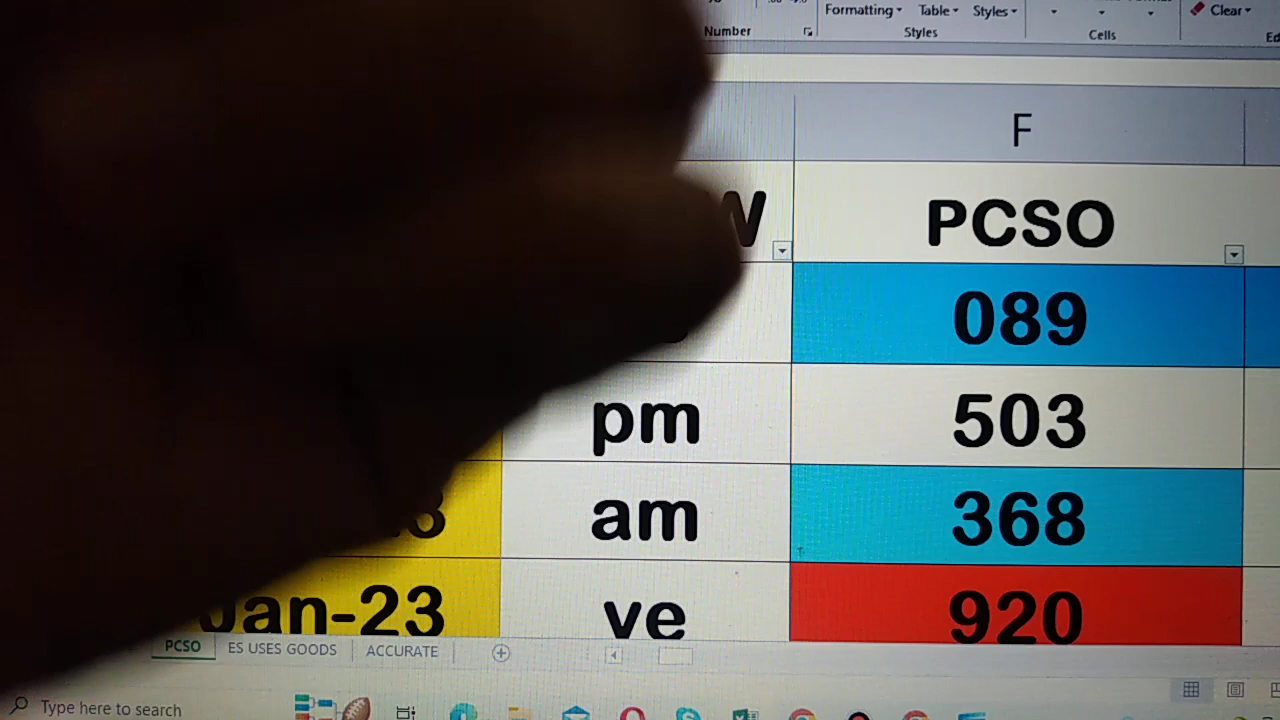 Formatting Table Styles Clear
Number Styles Cells
F
W PCSO
089
pm 503
am 368
Jan-23 ve 920
PCSO ES USES GOODS ACCURATE
Type here to search